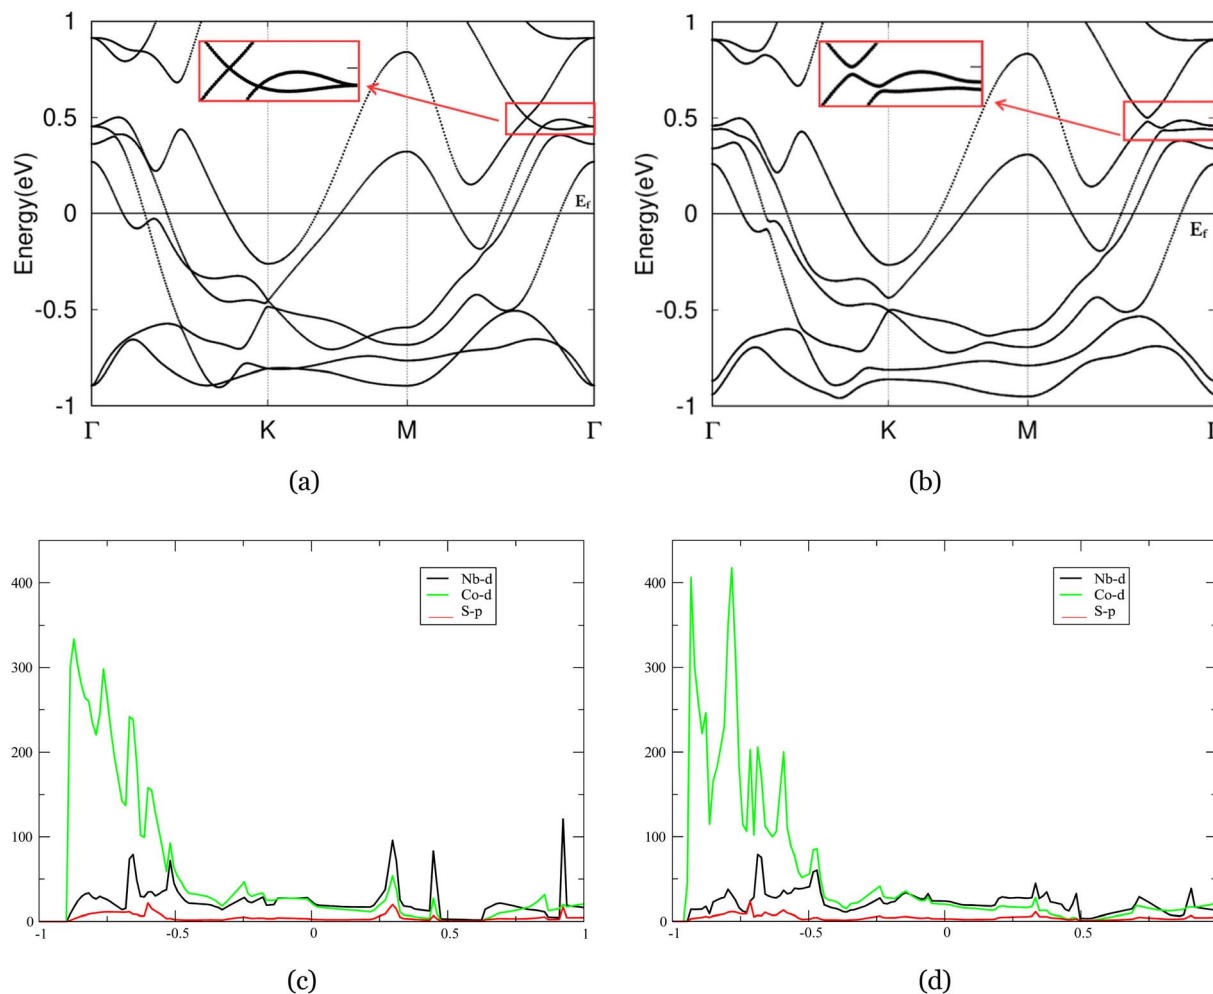 Energy(eV)
1
0.5
0
-0.5
-1
E_f
Γ K M Γ
(a)
Energy(eV)
1
0.5
0
-0.5
-1
E_f
Γ K M Γ
(b)
400
300
200
100
0
Nb-d
Co-d
S-p
-1 -0.5 0 0.5 1
(c)
400
300
200
100
0
Nb-d
Co-d
S-p
-1 -0.5 0 0.5
(d)